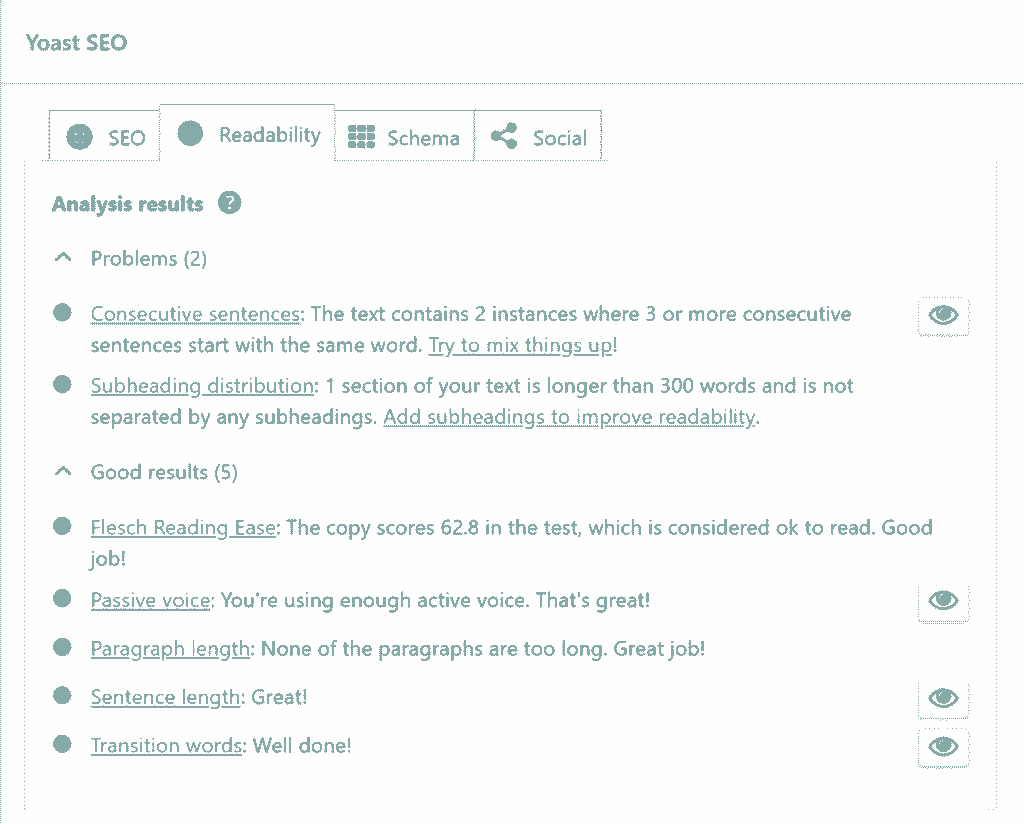 Yoast SEO
SEO Readability Schema Social
Analysis results ?
Problems (2)
Consecutive sentences: The text contains 2 instances where 3 or more consecutive
sentences start with the same word. Try to mix things up!
Subheading distribution: 1 section of your text is longer than 300 words and is not
separated by any subheadings. Add subheadings to improve readability.
Good results (5)
Flesch Reading Ease: The copy scores 62.8 in the test, which is considered ok to read. Good
job!
Passive voice: You're using enough active voice. That's great!
Paragraph length: None of the paragraphs are too long. Great job!
Sentence length: Great!
Transition words: Well done!